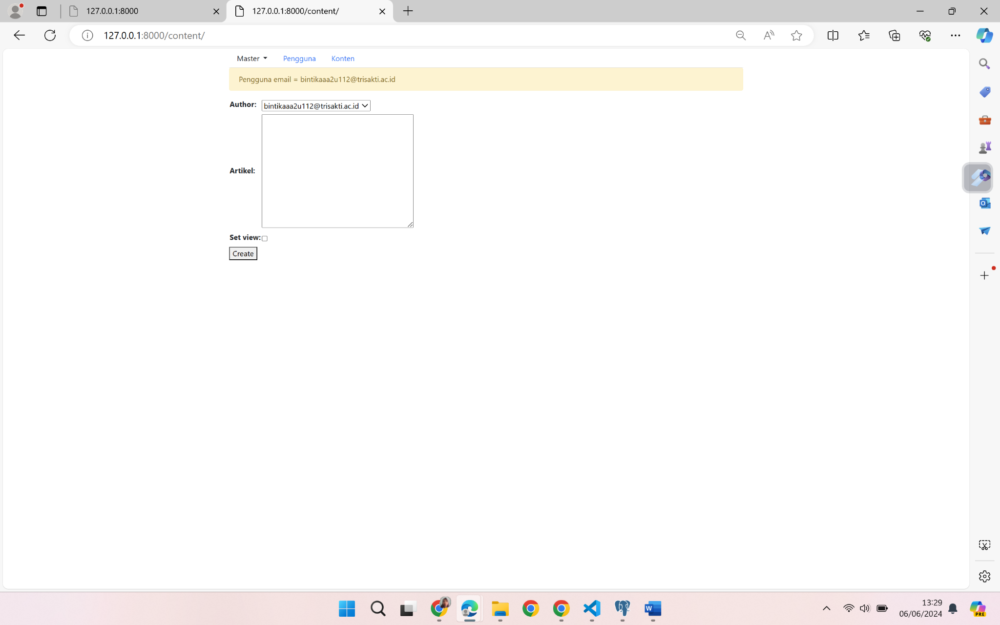 127.0.0.1:8000
127.0.0.1:8000/content/
127.0.0.1:8000/content/
Master
Pengguna
Konten
Pengguna email = bintikaaa2u112@trisakti.ac.id
Author:
bintikaaa2u112@trisakti.ac.id
Artikel:
Set view:
Create
13:29
06/06/2024
PRE